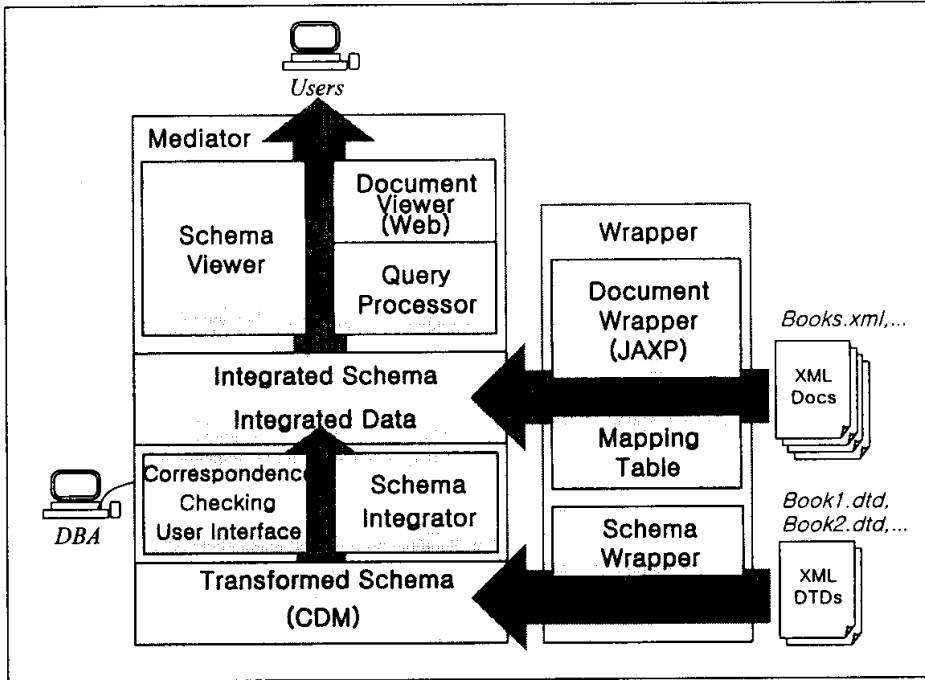 Users
Mediator
Schema
Viewer
Document
Viewer
(Web)
Query
Processor
Integrated Schema
Integrated Data
Correspondence
Checking
User Interface
Schema
Integrator
DBA
Transformed Schema
(CDM)
Wrapper
Document
Wrapper
(JAXP)
Mapping
Table
Schema
Wrapper
Books.xml,...
XML
Docs
Book1.dtd,
Book2.dtd,...
XML
DTDs